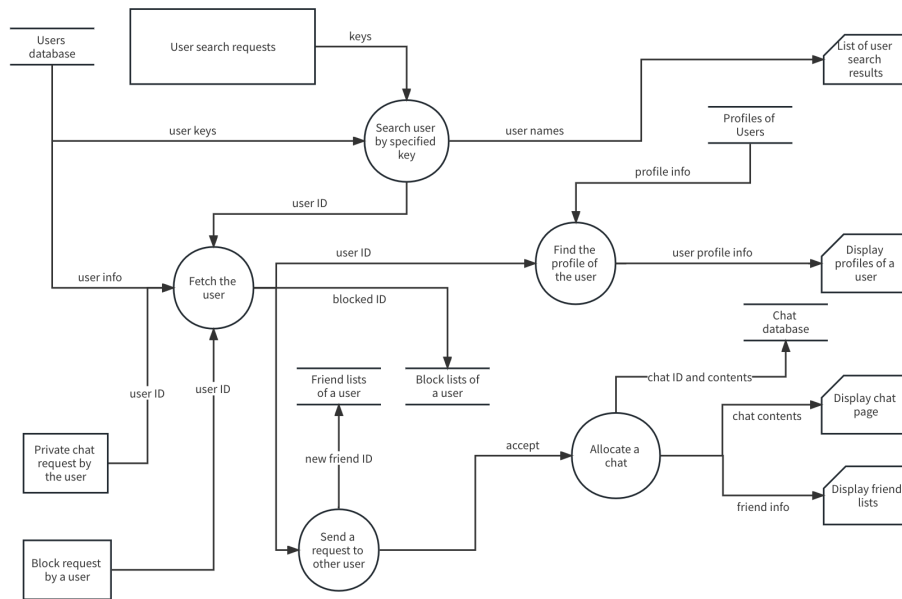 Users
database
User search requests
keys
List of user
search
results
Profiles of
Users
user keys
Search user
by specified
key
user names
profile info
user ID
Find the
profile of
the user
user ID
user profile info
Display
profiles of a
user
user info
Fetch the
user
blocked ID
Chat
database
Friend lists
of a user
Block lists of
a user
chat ID and contents
user ID
user ID
Display chat
page
chat contents
accept
Allocate a
chat
Private chat
request by
the user
new friend ID
Display friend
lists
friend info
Send a
request to
other user
Block request
by a user